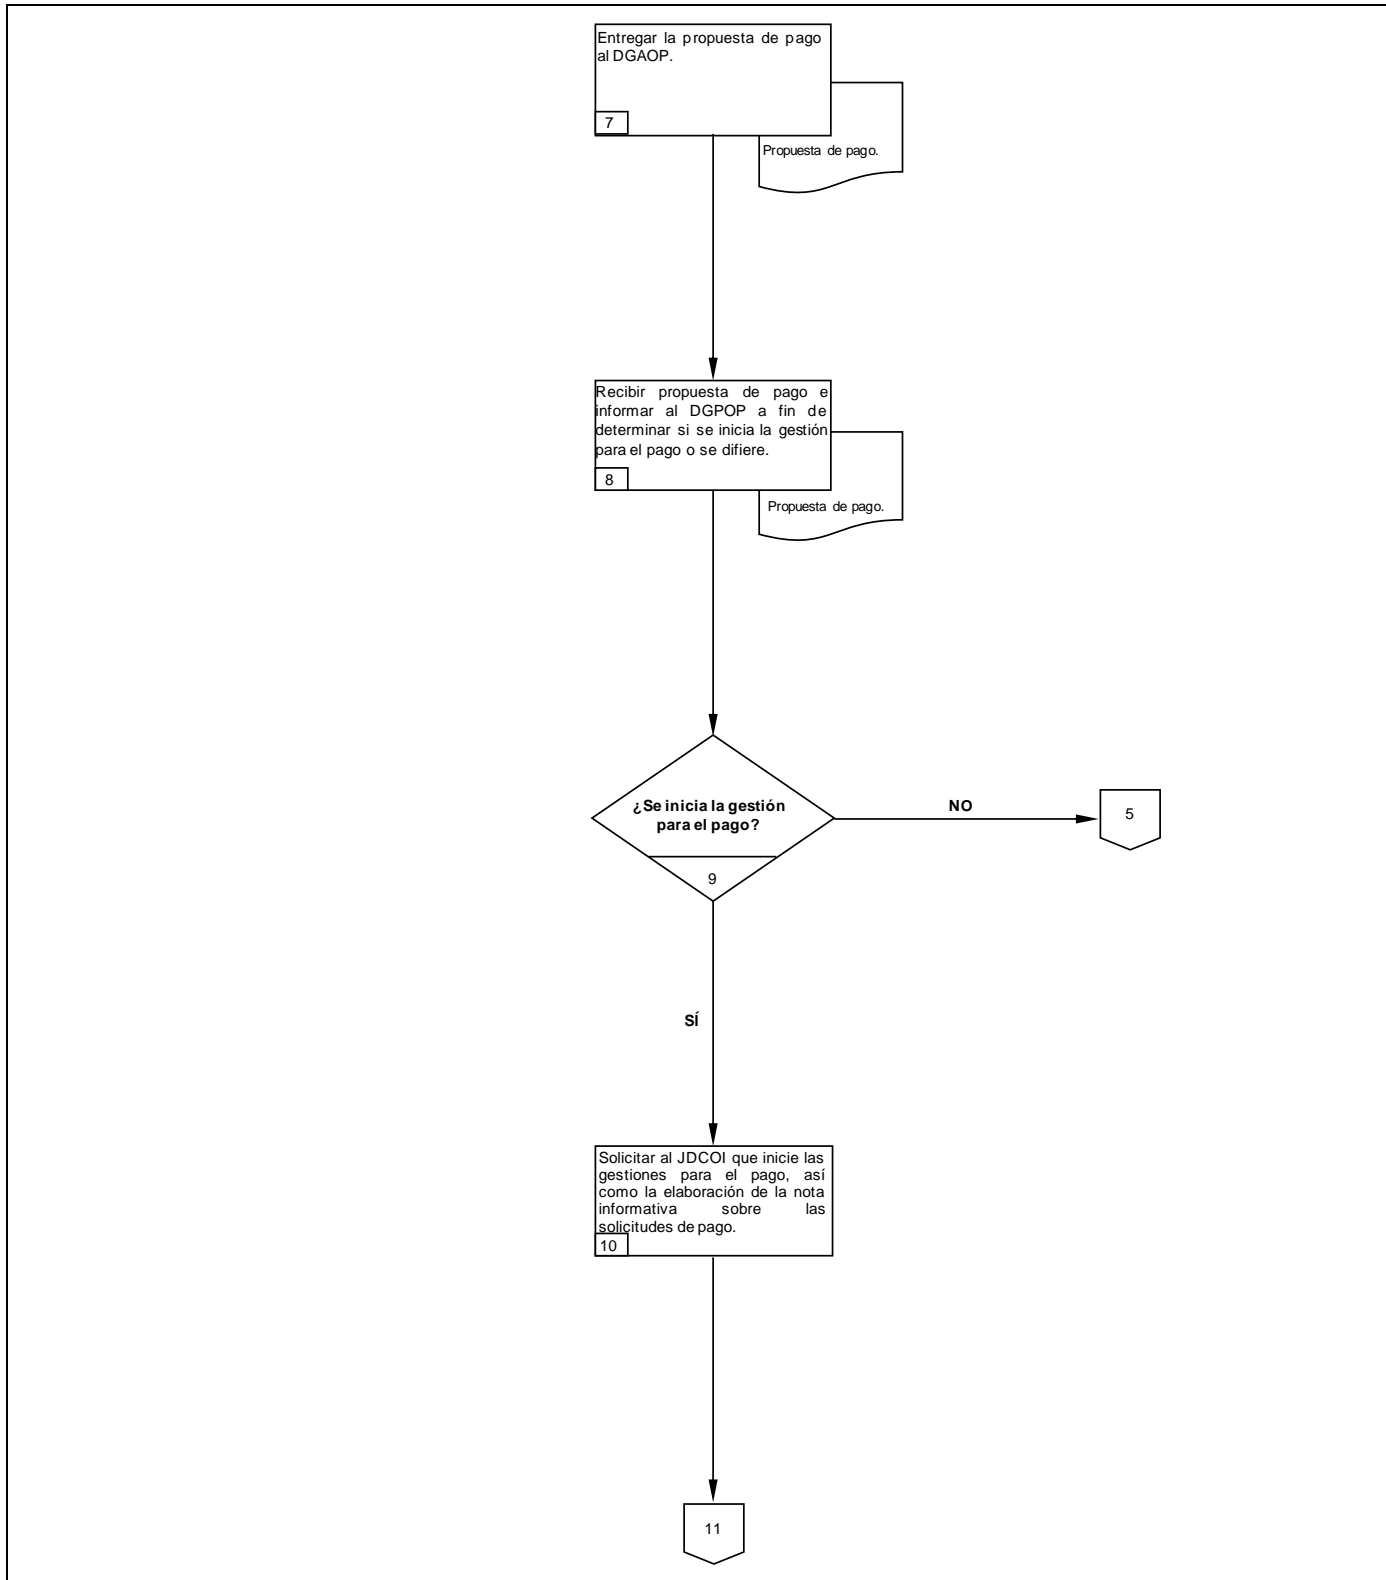 Entregar la propuesta de pago
al DGAOP.
7
Propuesta de pago.
Recibir propuesta de pago e
informar al DGPOP a fin de
determinar si se inicia la gestión
para el pago o se difiere.
8
Propuesta de pago.
¿Se inicia la gestión
para el pago?
9
NO
5
SÍ
Solicitar al JDCOI que inicie las
gestiones para el pago, así
como la elaboración de la nota
informativa sobre las
solicitudes de pago.
10
11